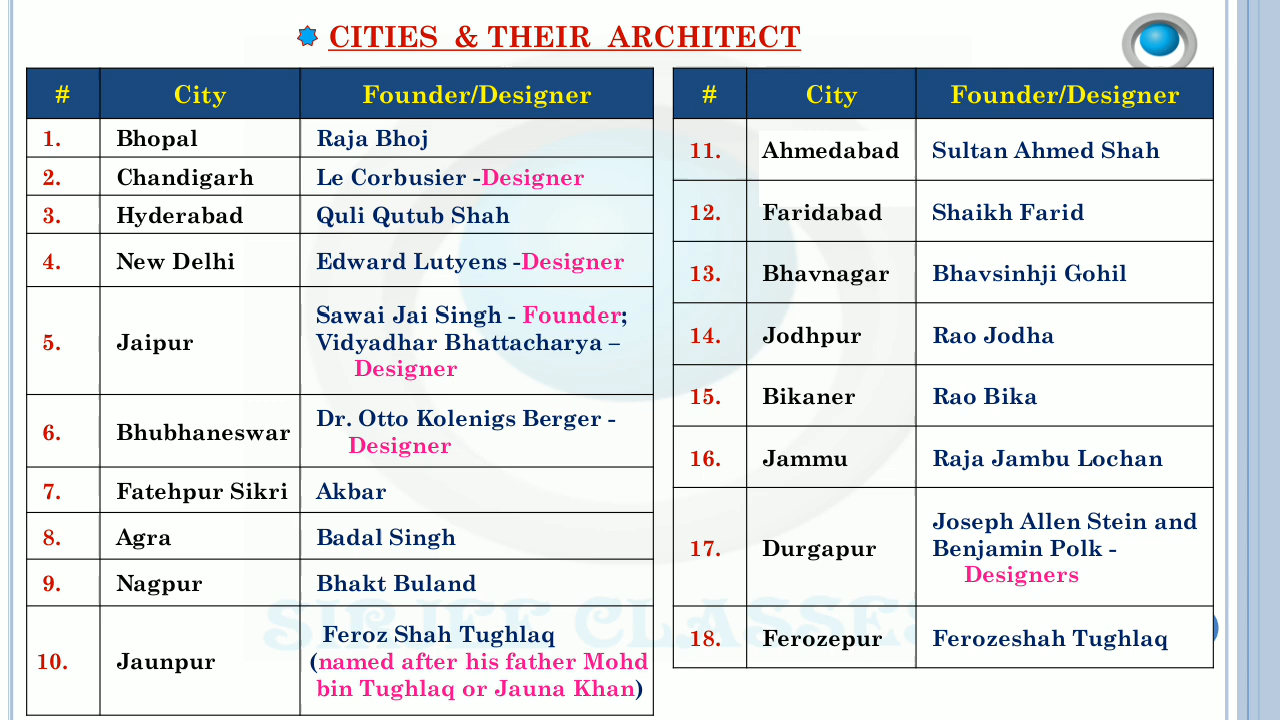 CITIES & THEIR ARCHITECT
# City Founder/Designer
1. Bhopal Raja Bhoj
2. Chandigarh Le Corbusier -Designer
3. Hyderabad Quli Qutub Shah
4. New Delhi Edward Lutyens -Designer
5. Jaipur Sawai Jai Singh - Founder;
Vidyadhar Bhattacharya –
Designer
6. Bhubhaneswar Dr. Otto Kolenigs Berger -
Designer
7. Fatehpur Sikri Akbar
8. Agra Badal Singh
9. Nagpur Bhakt Buland
10. Jaunpur Feroz Shah Tughlaq
(named after his father Mohd
bin Tughlaq or Jauna Khan)
# City Founder/Designer
11. Ahmedabad Sultan Ahmed Shah
12. Faridabad Shaikh Farid
13. Bhavnagar Bhavsinhji Gohil
14. Jodhpur Rao Jodha
15. Bikaner Rao Bika
16. Jammu Raja Jambu Lochan
17. Durgapur Joseph Allen Stein and
Benjamin Polk -
Designers
18. Ferozepur Ferozeshah Tughlaq
CLASSES